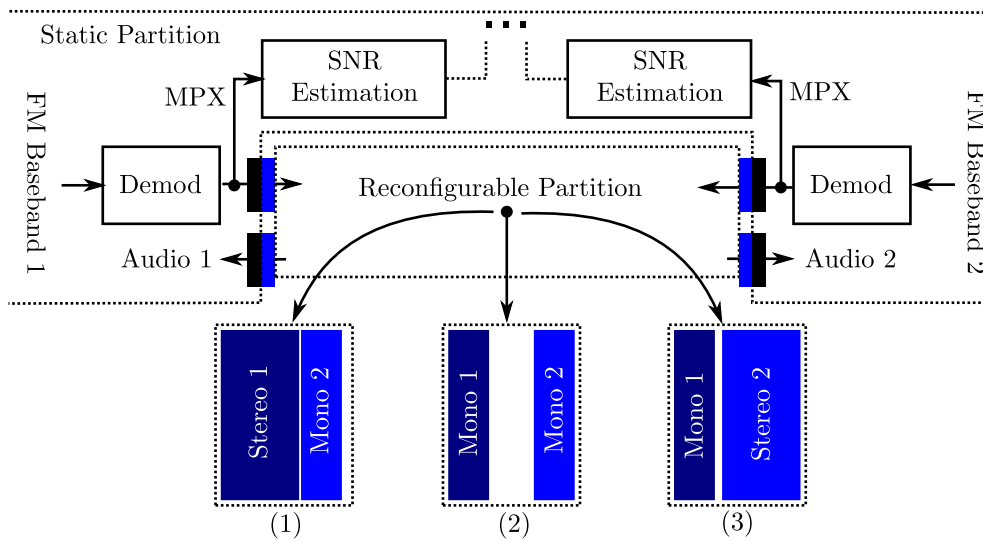 Static Partition
SNR
Estimation
SNR
Estimation
MPX
MPX
FM Baseband 1
Demod
Reconfigurable Partition
Demod
FM Baseband 2
Audio 1
Audio 2
Stereo 1
Mono 2
Mono 1
Mono 2
Mono 1
Stereo 2
(1)
(2)
(3)